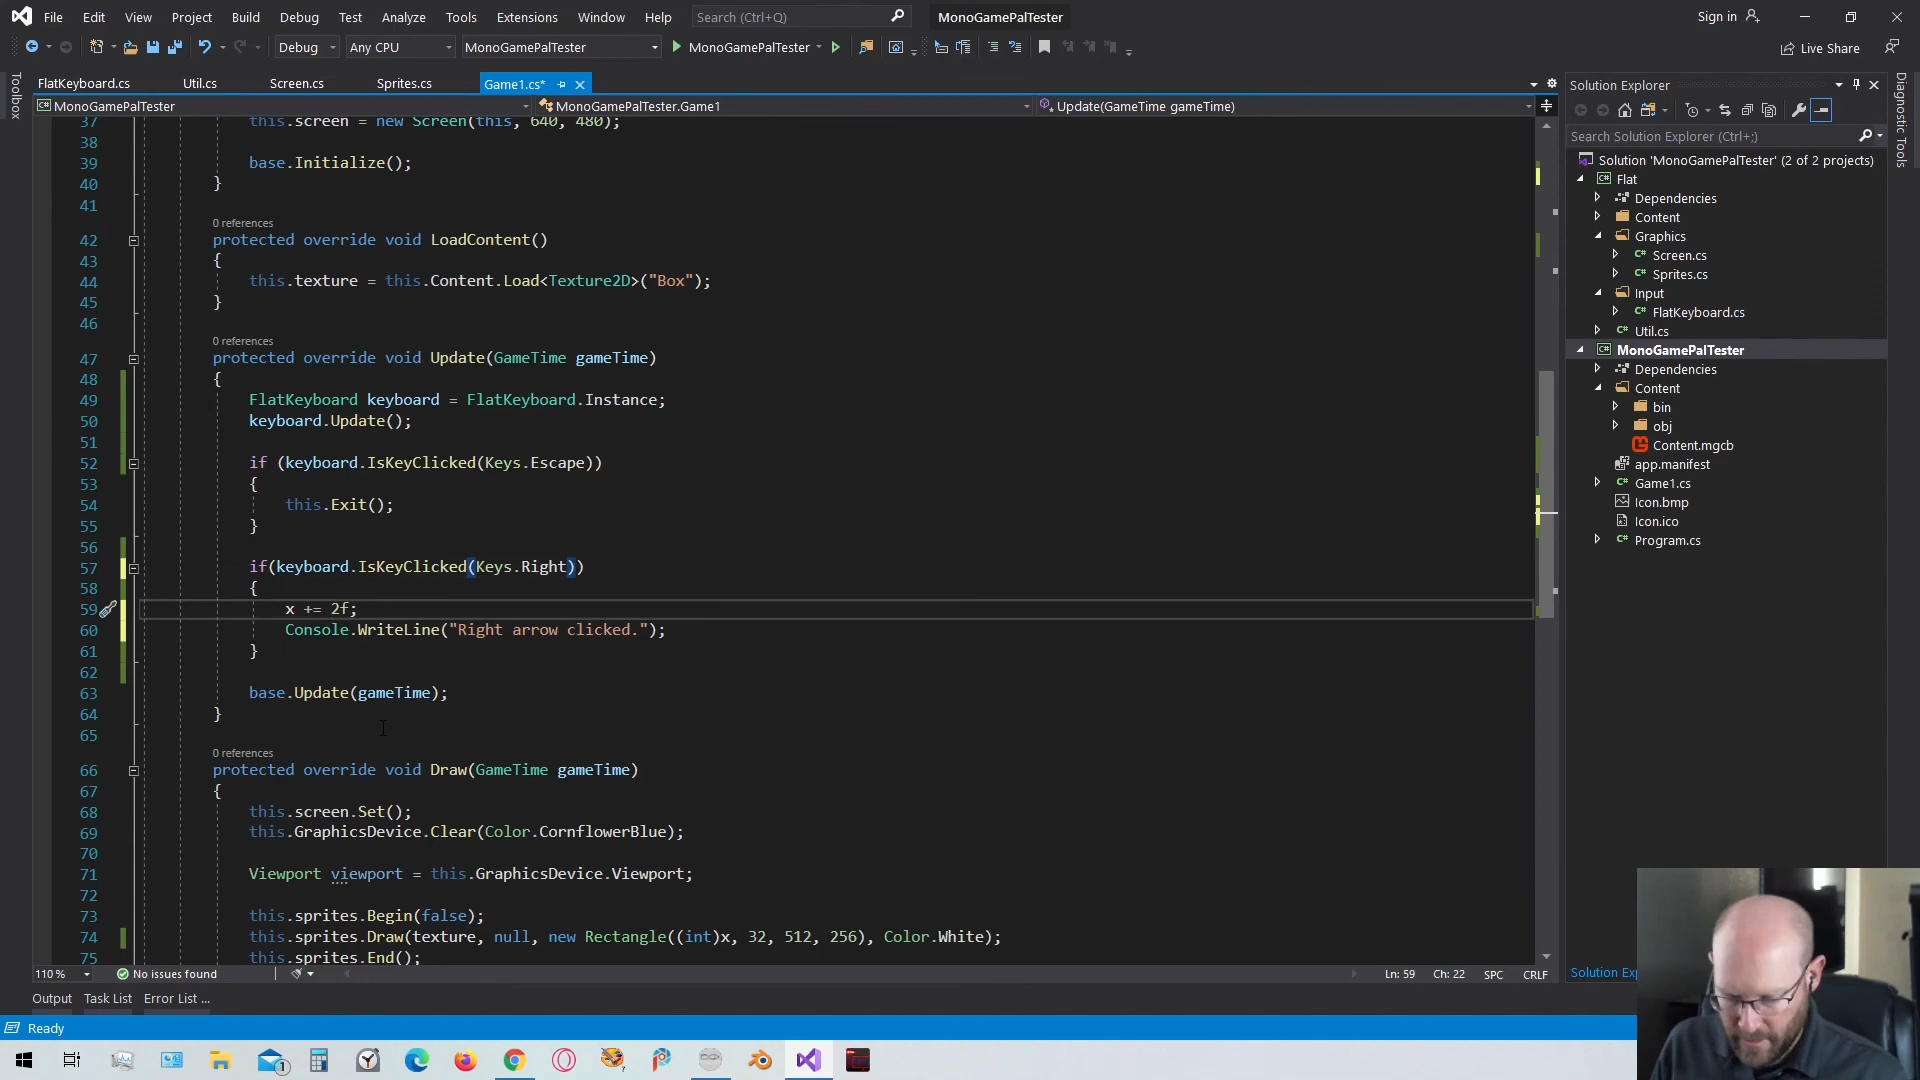 File Edit View Project Build Debug Test Analyze Tools Extensions Window Help Search (Ctrl+Q) MonoGamePalTester Sign in
Debug Any CPU MonoGamePalTester MonoGamePalTester Live Share
FlatKeyboard.cs Util.cs Screen.cs Sprites.cs Game1.cs*
MonoGamePalTester MonoGamePalTester.Game1 Update(GameTime gameTime)
Toolbox
37 this.screen = new Screen(this, 640, 480);
38
39 base.Initialize();
40 }
41
0 references
42 protected override void LoadContent()
43 {
44 this.texture = this.Content.Load<Texture2D>("Box");
45 }
46
0 references
47 protected override void Update(GameTime gameTime)
48 {
49 FlatKeyboard keyboard = FlatKeyboard.Instance;
50 keyboard.Update();
51
52 if (keyboard.IsKeyClicked(Keys.Escape))
53 {
54 this.Exit();
55 }
56
57 if(keyboard.IsKeyClicked(Keys.Right))
58 {
59 x += 2f;
60 Console.WriteLine("Right arrow clicked.");
61 }
62
63 base.Update(gameTime);
64 }
65
0 references
66 protected override void Draw(GameTime gameTime)
67 {
68 this.screen.Set();
69 this.GraphicsDevice.Clear(Color.CornflowerBlue);
70
71 Viewport viewport = this.GraphicsDevice.Viewport;
72
73 this.sprites.Begin(false);
74 this.sprites.Draw(texture, null, new Rectangle((int)x, 32, 512, 256), Color.White);
75 this.sprites.End();
110 % No issues found Ln: 59 Ch: 22 SPC CRLF
Output Task List Error List ...
Ready
Solution Explorer
Search Solution Explorer (Ctrl+;)
Solution 'MonoGamePalTester' (2 of 2 projects)
C# Flat
Dependencies
Content
Graphics
C# Screen.cs
C# Sprites.cs
Input
C# FlatKeyboard.cs
C# Util.cs
C# MonoGamePalTester
Dependencies
Content
bin
obj
Content.mgcb
app.manifest
C# Game1.cs
Icon.bmp
Icon.ico
C# Program.cs
Solution Exp
Diagnostic Tools
1